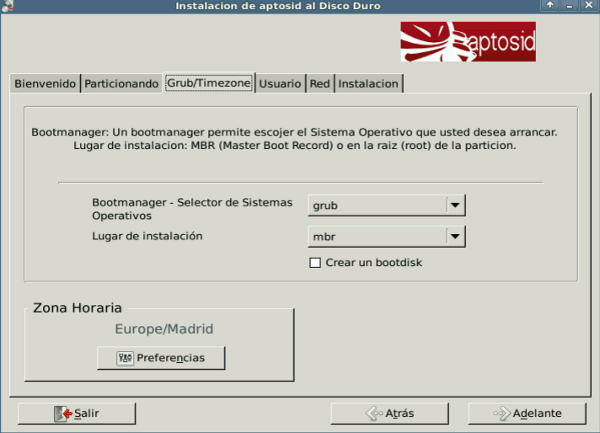 Instalacion de aptosid al Disco Duro
aptosid
Bienvenido Particionando Grub/Timezone Usuario Red Instalacion
Bootmanager: Un bootmanager permite escojer el Sistema Operativo que usted desea arrancar.
Lugar de instalacion: MBR (Master Boot Record) o en la raiz (root) de la particion.
Bootmanager - Selector de Sistemas
Operativos
grub
Lugar de instalación
mbr
Crear un bootdisk
Zona Horaria
Europe/Madrid
Preferencias
Salir Atrás Adelante